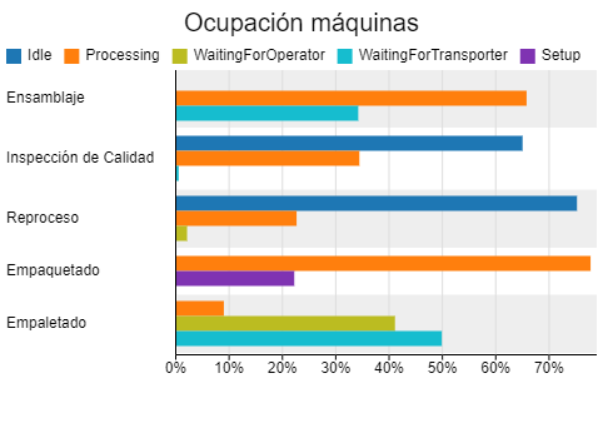 Ocupación máquinas
Idle Processing WaitingForOperator WaitingForTransporter Setup
Ensamblaje
Inspección de Calidad
Reproceso
Empaquetado
Empaletado
0% 10% 20% 30% 40% 50% 60% 70%